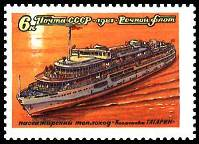 6к Почта СССР · 1981 · Речной флот
пассажирский теплоход „Космонавт ГАГАРИН"